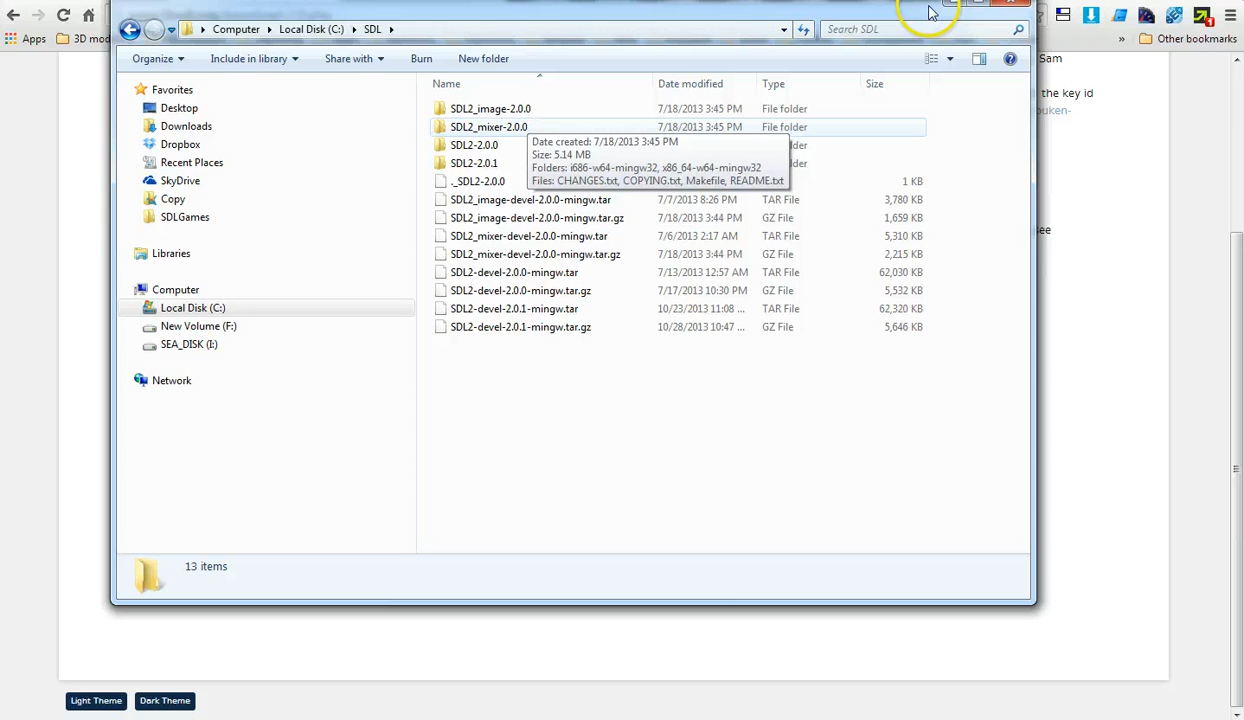 Computer Local Disk (C:) SDL Search SDL
Apps 3D mod Other bookmarks
Organize Include in library Share with Burn New folder
Sam
Favorites
Desktop
Downloads
Dropbox
Recent Places
SkyDrive
Copy
SDLGames
Libraries
Computer
Local Disk (C:)
New Volume (F:)
SEA_DISK (I:)
Network
Name Date modified Type Size
SDL2_image-2.0.0 7/18/2013 3:45 PM File folder
SDL2_mixer-2.0.0 7/18/2013 3:45 PM File folder
SDL2-2.0.0 der
SDL2-2.0.1 der
._SDL2-2.0.0 1 KB
SDL2_image-devel-2.0.0-mingw.tar 7/7/2013 8:26 PM TAR File 3,780 KB
SDL2_image-devel-2.0.0-mingw.tar.gz 7/18/2013 3:44 PM GZ File 1,659 KB
SDL2_mixer-devel-2.0.0-mingw.tar 7/6/2013 2:17 AM TAR File 5,310 KB
SDL2_mixer-devel-2.0.0-mingw.tar.gz 7/18/2013 3:44 PM GZ File 2,215 KB
SDL2-devel-2.0.0-mingw.tar 7/13/2013 12:57 AM TAR File 62,030 KB
SDL2-devel-2.0.0-mingw.tar.gz 7/17/2013 10:30 PM GZ File 5,532 KB
SDL2-devel-2.0.1-mingw.tar 10/23/2013 11:08 ... TAR File 62,320 KB
SDL2-devel-2.0.1-mingw.tar.gz 10/28/2013 10:47 ... GZ File 5,646 KB
Date created: 7/18/2013 3:45 PM
Size: 5.14 MB
Folders: i686-w64-mingw32, x86_64-w64-mingw32
Files: CHANGES.txt, COPYING.txt, Makefile, README.txt
the key id
ouken-
see
13 items
Light Theme Dark Theme